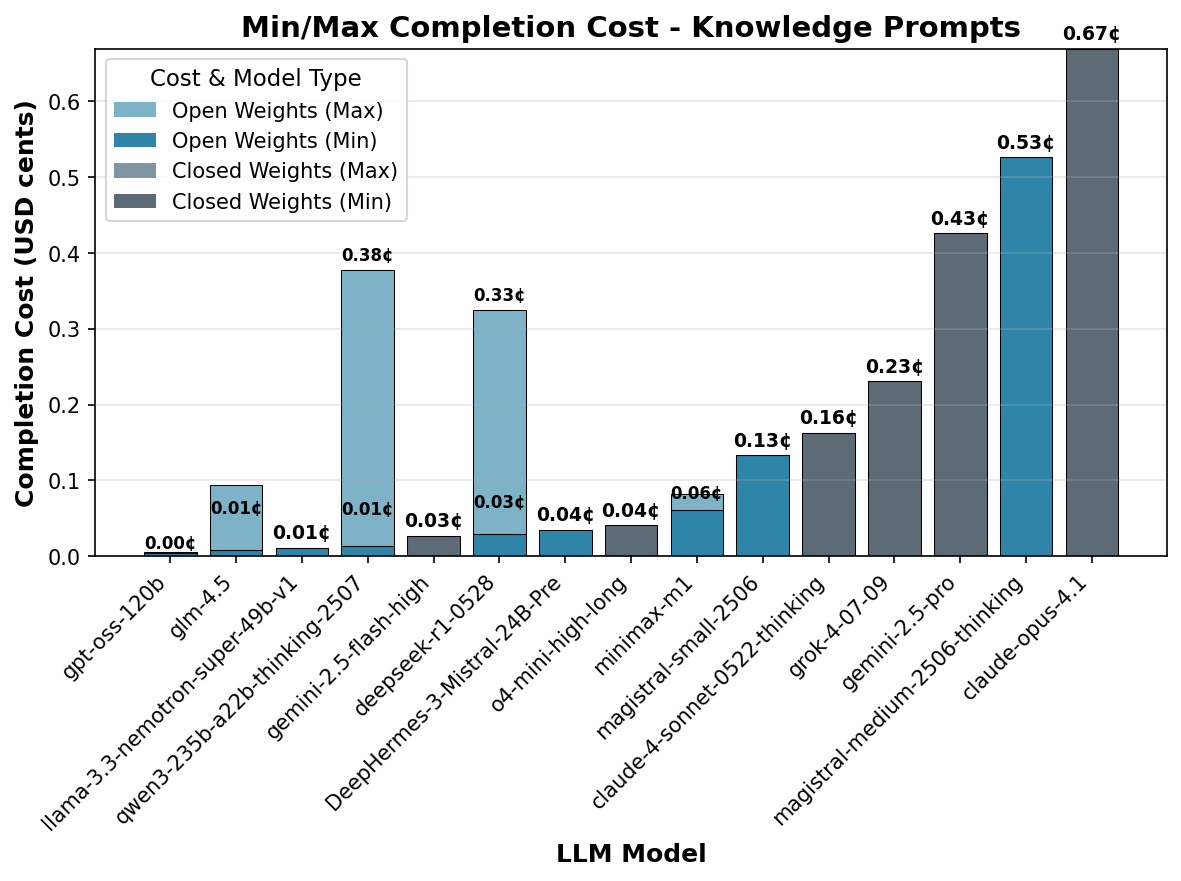 Min/Max Completion Cost - Knowledge Prompts
Completion Cost (USD cents)
0.6
0.5
0.4
0.3
0.2
0.1
0.0
Cost & Model Type
Open Weights (Max)
Open Weights (Min)
Closed Weights (Max)
Closed Weights (Min)
0.00¢
0.01¢
0.01¢
0.38¢
0.01¢
0.03¢
0.33¢
0.03¢
0.04¢
0.04¢
0.06¢
0.13¢
0.16¢
0.23¢
0.43¢
0.53¢
0.67¢
gpt-oss-120b
glm-4.5
llama-3.3-nemotron-super-49b-v1
qwen3-235b-a22b-thinking-2507
gemini-2.5-flash-high
deepseek-r1-0528
DeepHermes-3-Mistral-24B-Pre
o4-mini-high-long
minimax-m1
magistral-small-2506
claude-4-sonnet-0522-thinking
grok-4-07-09
gemini-2.5-pro
magistral-medium-2506-thinking
claude-opus-4.1
LLM Model